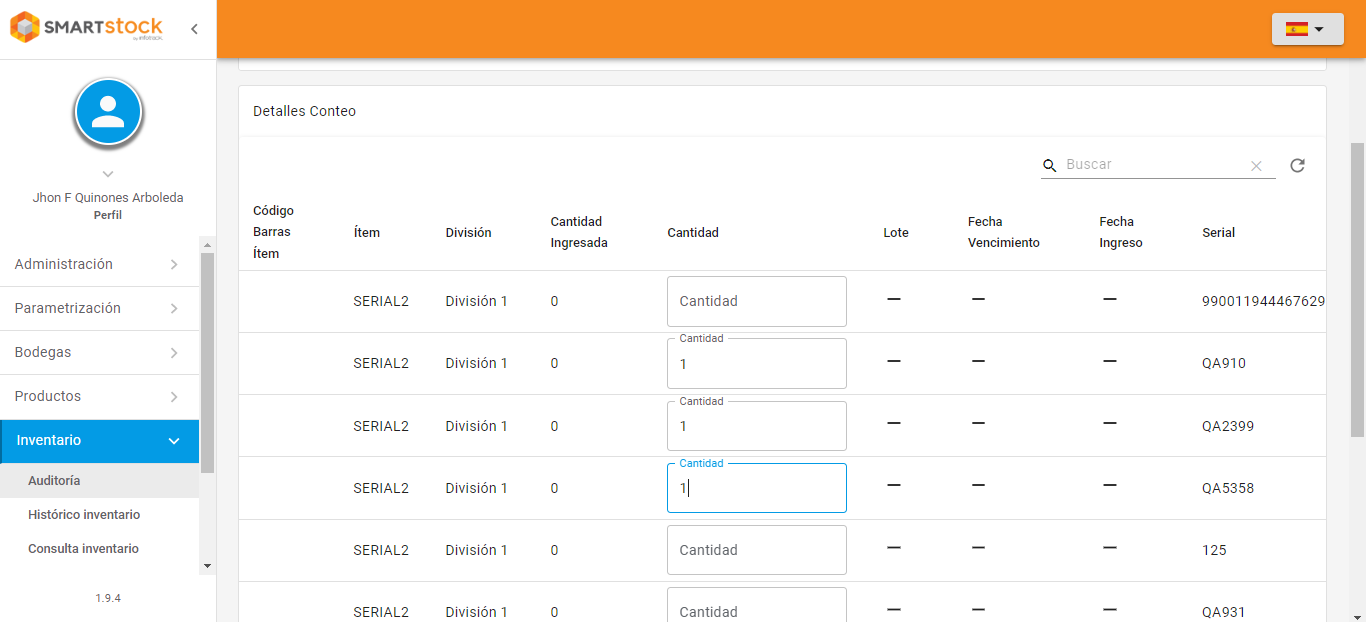 SMARTSTOCK
by infotrack
Jhon F Quinones Arboleda
Perfil
Administración
Parametrización
Bodegas
Productos
Inventario
Auditoría
Histórico inventario
Consulta inventario
1.9.4
Detalles Conteo
Buscar
Código Barras Ítem Ítem División Cantidad Ingresada Cantidad Lote Fecha Vencimiento Fecha Ingreso Serial
SERIAL2 División 1 0 Cantidad — — — 990011944467629
Cantidad
SERIAL2 División 1 0 1 — — — QA910
Cantidad
SERIAL2 División 1 0 1 — — — QA2399
Cantidad
SERIAL2 División 1 0 1 — — — QA5358
SERIAL2 División 1 0 Cantidad — — — 125
SERIAL2 División 1 0 Cantidad — — — QA931